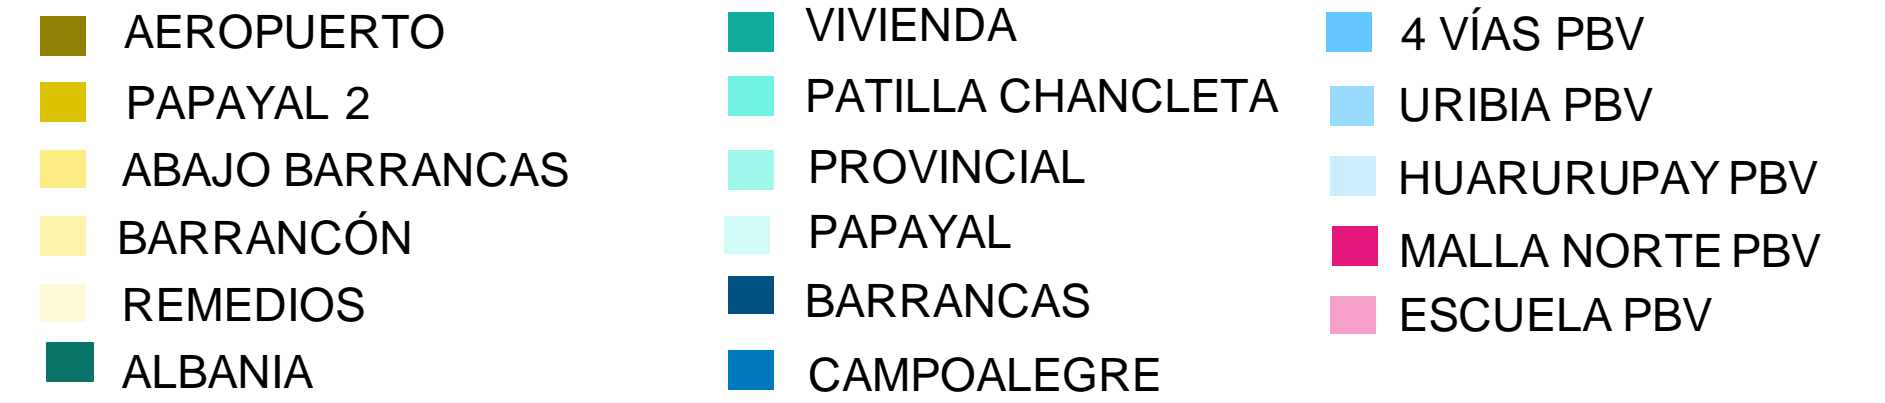 AEROPUERTO
PAPAYAL 2
ABAJO BARRANCAS
BARRANCÓN
REMEDIOS
ALBANIA
VIVIENDA
PATILLA CHANCLETA
PROVINCIAL
PAPAYAL
BARRANCAS
CAMPOALEGRE
4 VÍAS PBV
URIBIA PBV
HUARURUPAY PBV
MALLA NORTE PBV
ESCUELA PBV